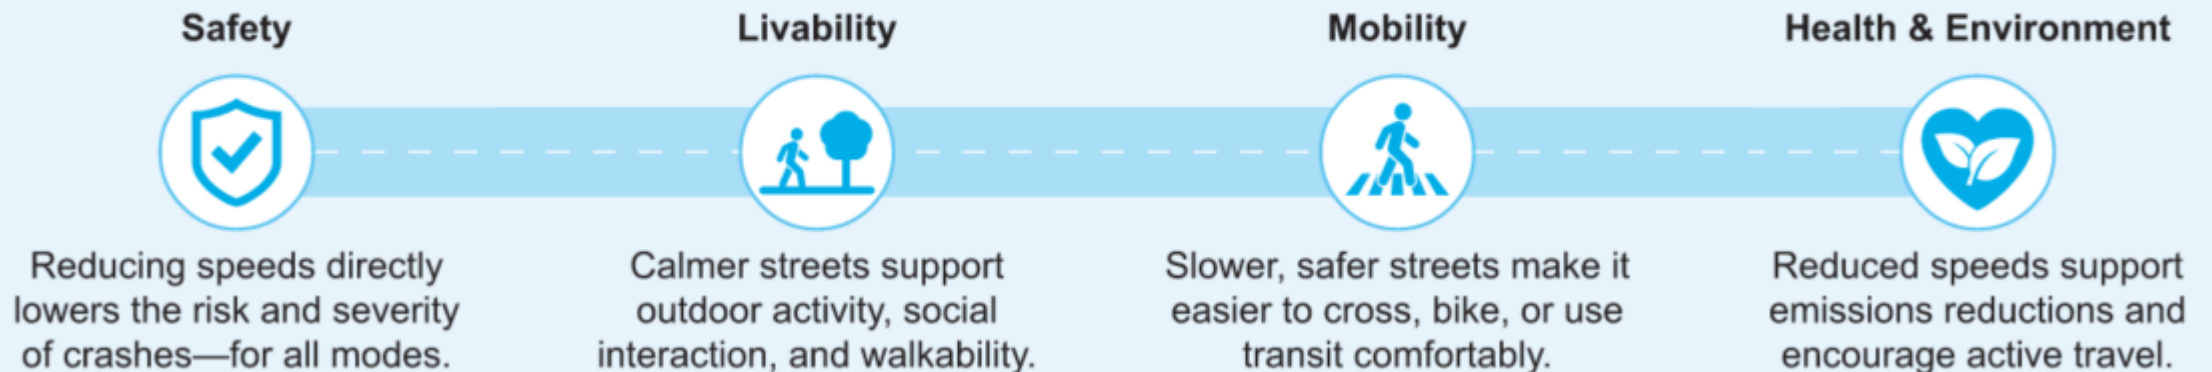 Safety
Reducing speeds directly
lowers the risk and severity
of crashes—for all modes.
Livability
Calmer streets support
outdoor activity, social
interaction, and walkability.
Mobility
Slower, safer streets make it
easier to cross, bike, or use
transit comfortably.
Health & Environment
Reduced speeds support
emissions reductions and
encourage active travel.